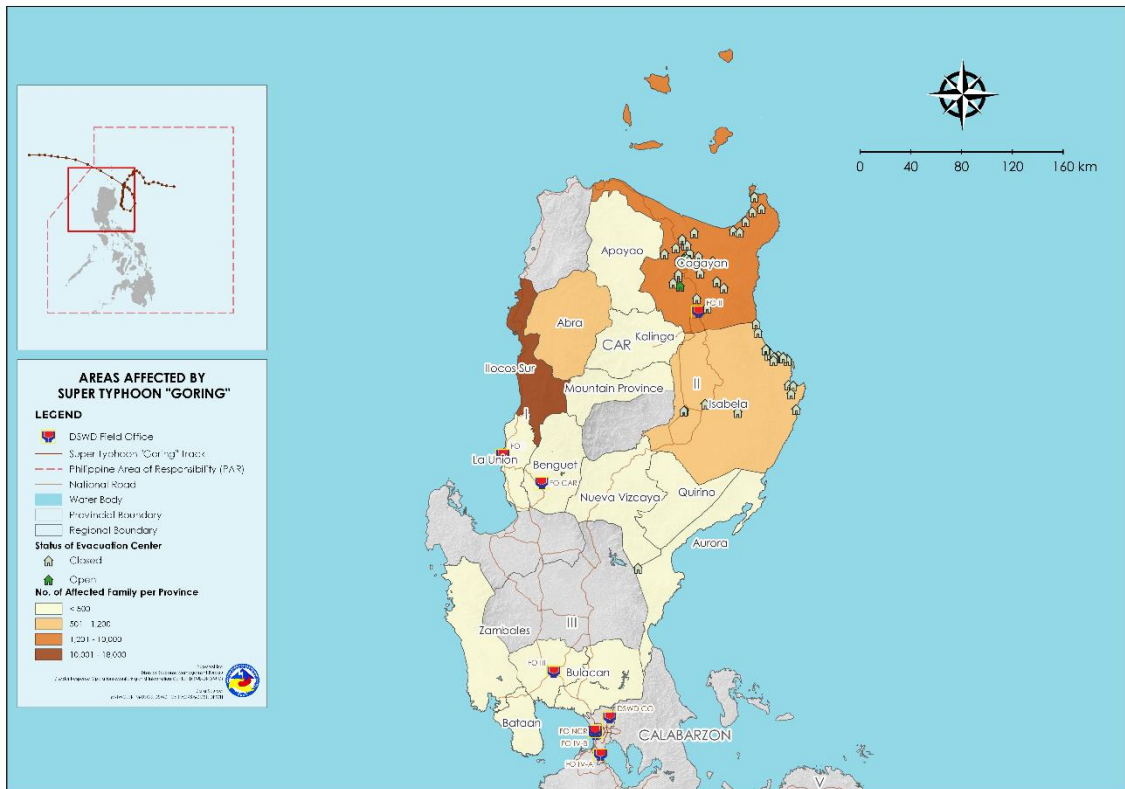 0 40 80 120 160 km
AREAS AFFECTED BY
SUPER TYPHOON "GORING"
LEGEND
DSWD Field Office
Super Typhoon "Goring" Track
Philippine Area of Responsibility (PAR)
National Road
Water Body
Provincial Boundary
Regional Boundary
Status of Evacuation Center
Closed
Open
No. of Affected Family per Province
501 - 1,200
1,201 - 10,000
10,001 - 18,000
Apayao
Cagayan
FO II
Abra
Kalinga
CAR
Ilocos Sur
Mountain Province
II
Isabela
I
FO I
La Union
Benguet
FO CAR
Nueva Vizcaya
Quirino
Aurora
Zambales
III
FO III
Bulacan
Bataan
DSWD CO
FO NCR
CALABARZON
FO IV-B
FO IV-A
V